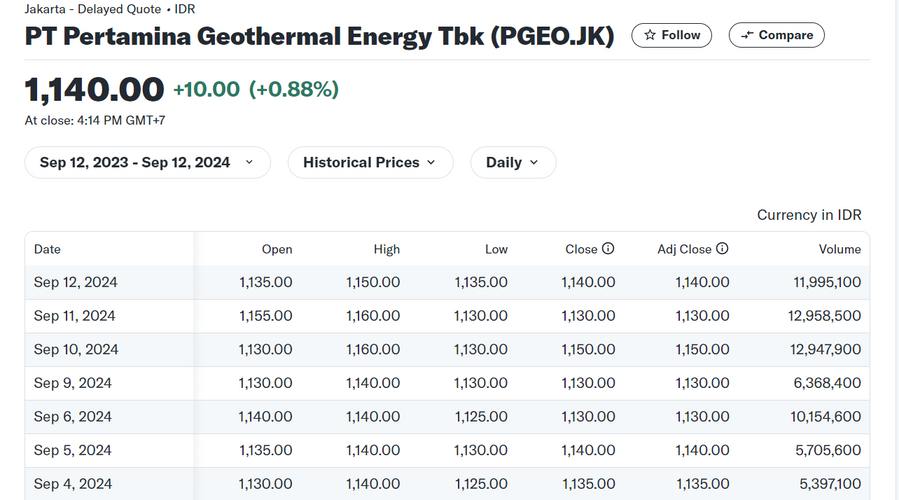 Jakarta - Delayed Quote • IDR
PT Pertamina Geothermal Energy Tbk (PGEO.JK) Follow Compare
1,140.00 +10.00 (+0.88%)
At close: 4:14 PM GMT+7
Sep 12, 2023 - Sep 12, 2024 Historical Prices Daily
Currency in IDR
Date Open High Low Close Adj Close Volume
Sep 12, 2024 1,135.00 1,150.00 1,135.00 1,140.00 1,140.00 11,995,100
Sep 11, 2024 1,155.00 1,160.00 1,130.00 1,130.00 1,130.00 12,958,500
Sep 10, 2024 1,130.00 1,160.00 1,130.00 1,150.00 1,150.00 12,947,900
Sep 9, 2024 1,130.00 1,140.00 1,130.00 1,130.00 1,130.00 6,368,400
Sep 6, 2024 1,140.00 1,140.00 1,125.00 1,130.00 1,130.00 10,154,600
Sep 5, 2024 1,135.00 1,140.00 1,130.00 1,140.00 1,140.00 5,705,600
Sep 4, 2024 1,130.00 1,140.00 1,125.00 1,135.00 1,135.00 5,397,100